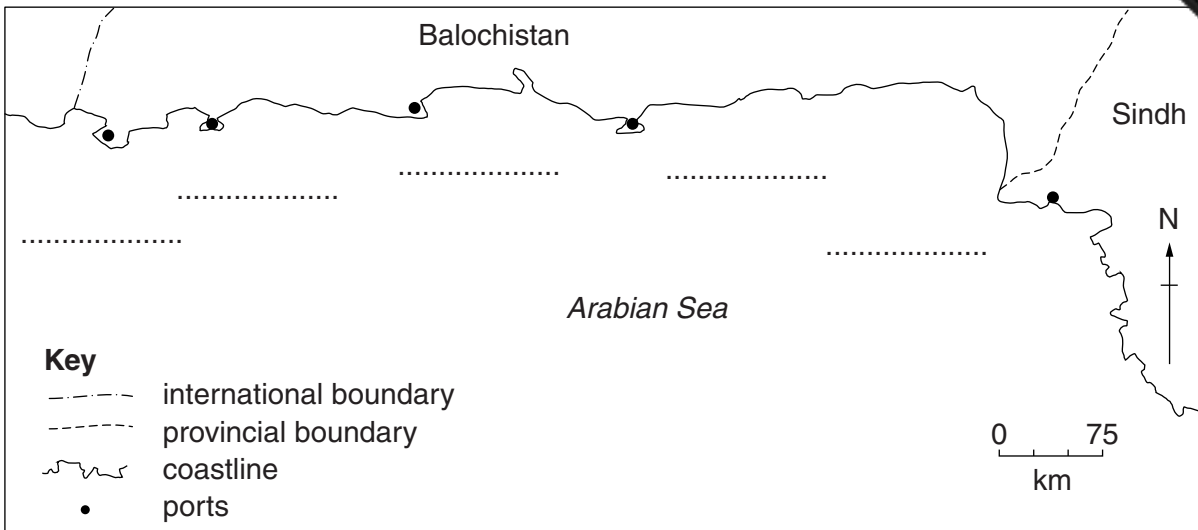 Balochistan
Sindh
....................
....................
....................
....................
....................
N
Arabian Sea
Key
international boundary
provincial boundary
coastline
ports
0 75
km